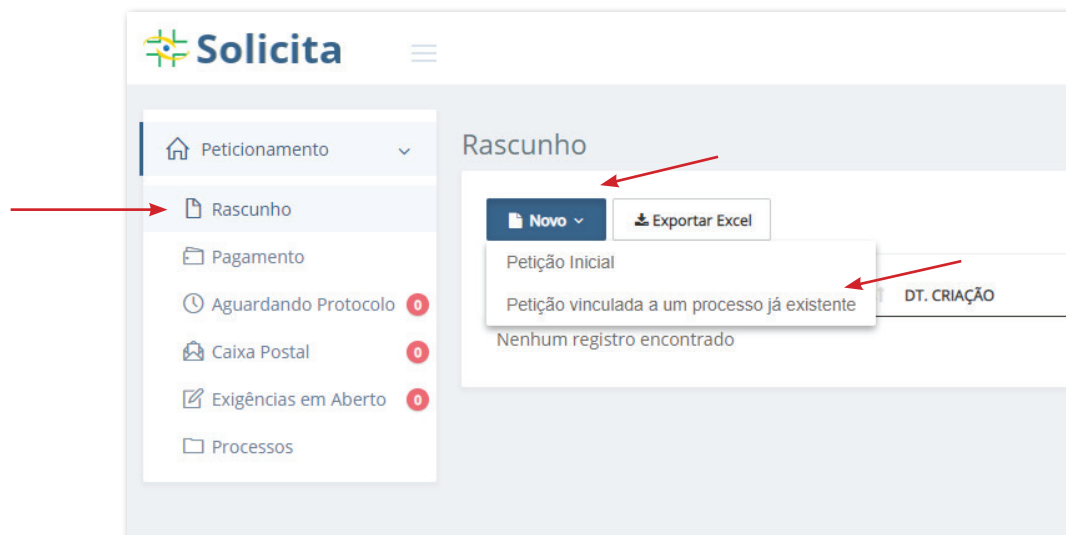 Solicita
Peticionamento
Rascunho
Pagamento
Aguardando Protocolo 0
Caixa Postal 0
Exigências em Aberto 0
Processos
Rascunho
Novo
Exportar Excel
Petição Inicial
Petição vinculada a um processo já existente
DT. CRIAÇÃO
Nenhum registro encontrado